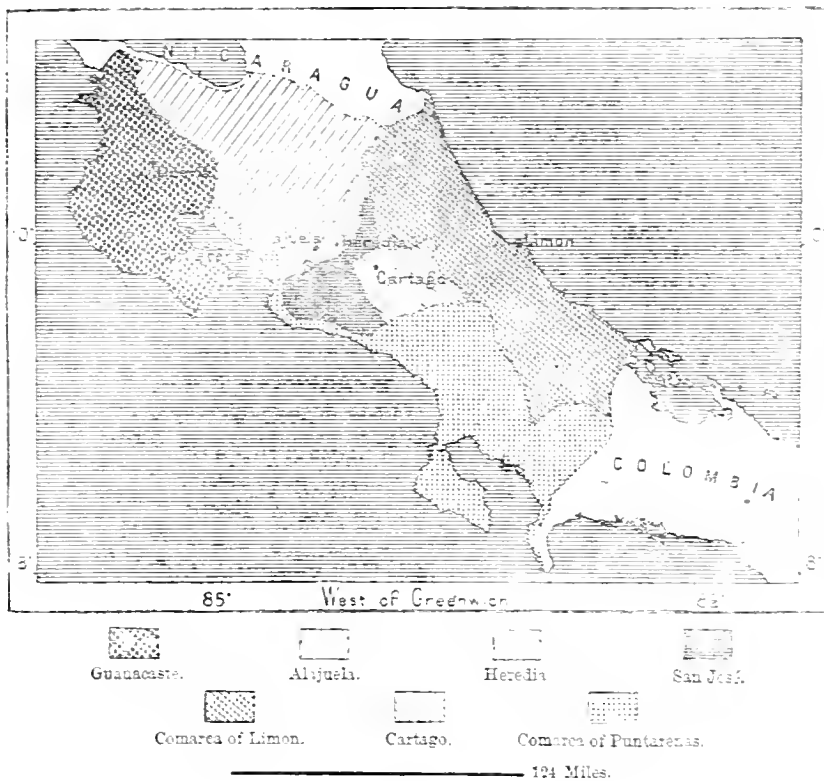 NICARAGUA
Limon
Cartago
COLOMBIA
85° West of Greenwich
Guanacaste. Alajuela. Heredia San José.
Comarca of Limon. Cartago. Comarca of Puntarenas.
124 Miles.